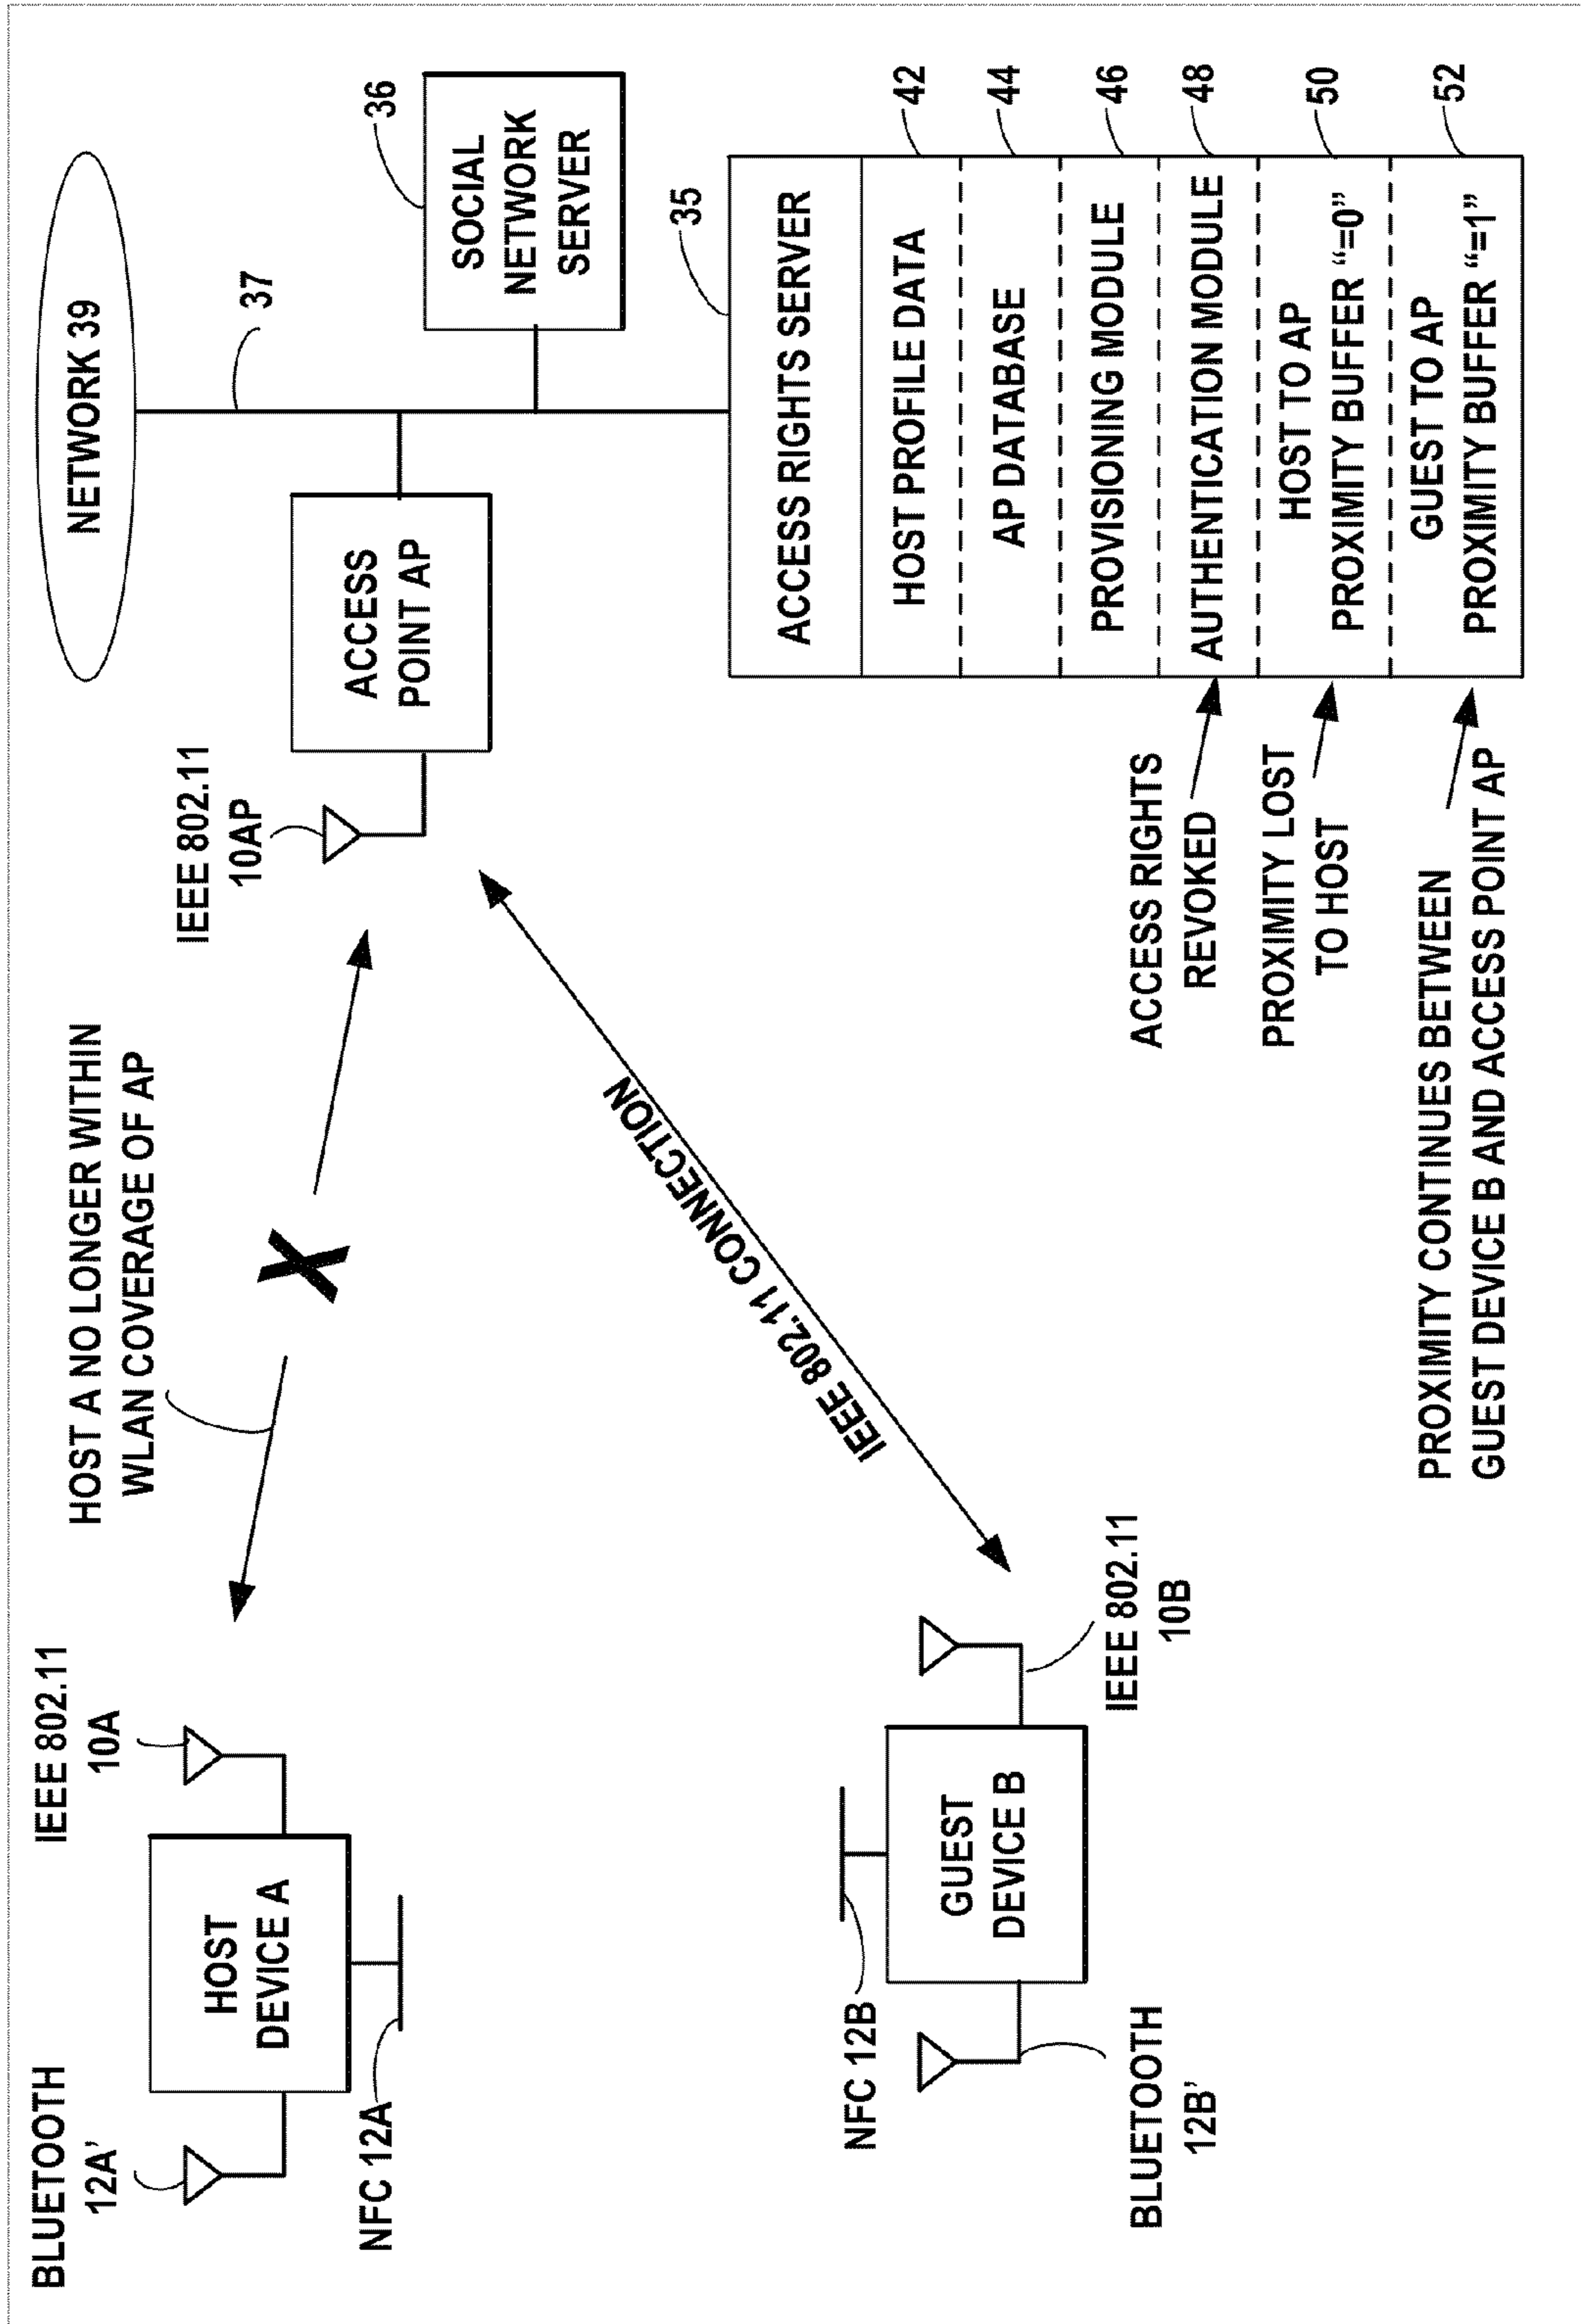 BLUETOOTH
12A'
IEEE 802.11
10A
HOST
DEVICE A
NFC 12A
HOST A NO LONGER WITHIN
WLAN COVERAGE OF AP
X
IEEE 802.11
10AP
ACCESS
POINT AP
NETWORK 39
37
36
SOCIAL
NETWORK
SERVER
IEEE 802.11 CONNECTION
NFC 12B
GUEST
DEVICE B
BLUETOOTH
12B'
IEEE 802.11
10B
35
ACCESS RIGHTS SERVER
HOST PROFILE DATA
42
AP DATABASE
44
PROVISIONING MODULE
46
AUTHENTICATION MODULE
48
HOST TO AP
PROXIMITY BUFFER “=0”
50
GUEST TO AP
PROXIMITY BUFFER “=1”
52
ACCESS RIGHTS
REVOKED
PROXIMITY LOST
TO HOST
PROXIMITY CONTINUES BETWEEN
GUEST DEVICE B AND ACCESS POINT AP